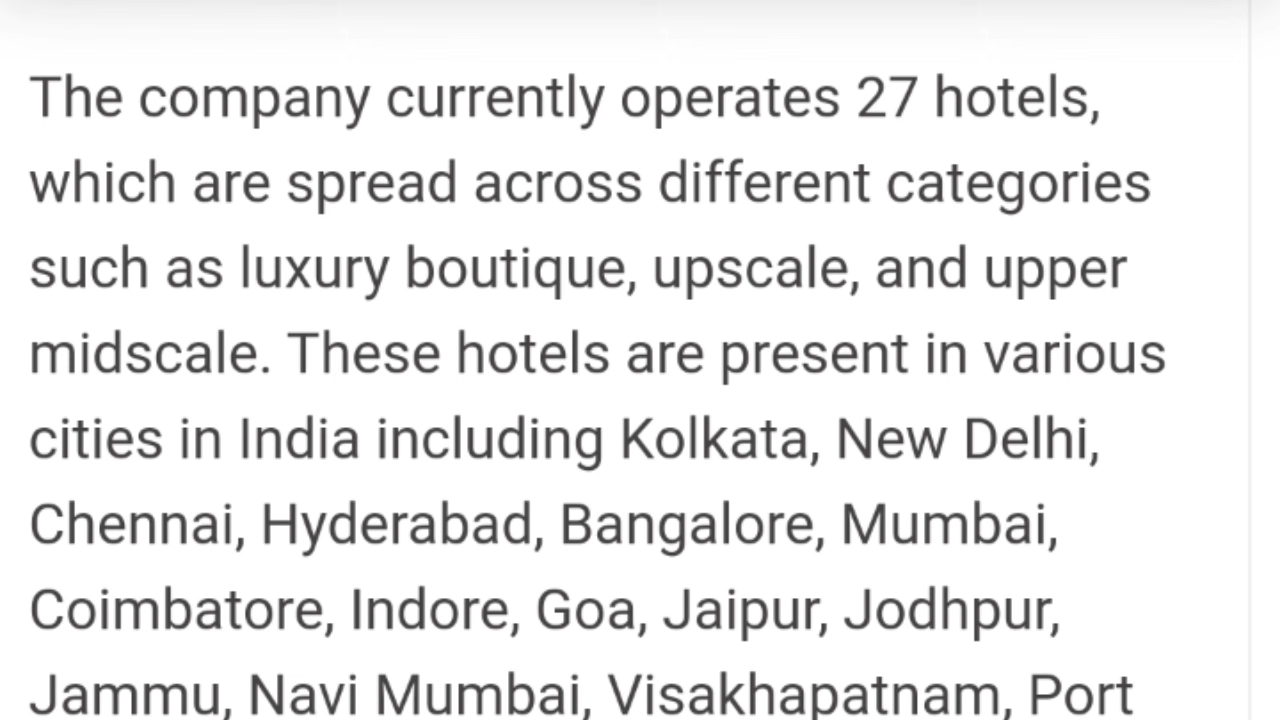 The company currently operates 27 hotels,
which are spread across different categories
such as luxury boutique, upscale, and upper
midscale. These hotels are present in various
cities in India including Kolkata, New Delhi,
Chennai, Hyderabad, Bangalore, Mumbai,
Coimbatore, Indore, Goa, Jaipur, Jodhpur,
Jammu, Navi Mumbai, Visakhapatnam, Port